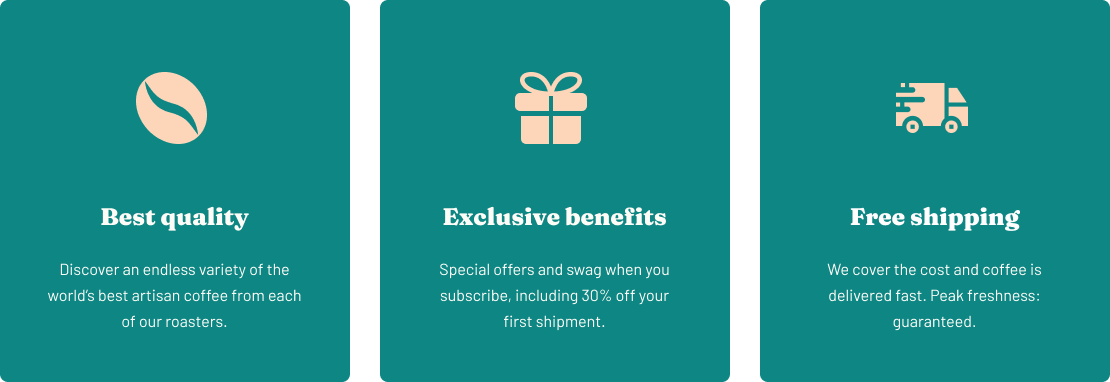 Best quality
Discover an endless variety of the
world’s best artisan coffee from each
of our roasters.
Exclusive benefits
Special offers and swag when you
subscribe, including 30% off your
first shipment.
Free shipping
We cover the cost and coffee is
delivered fast. Peak freshness:
guaranteed.